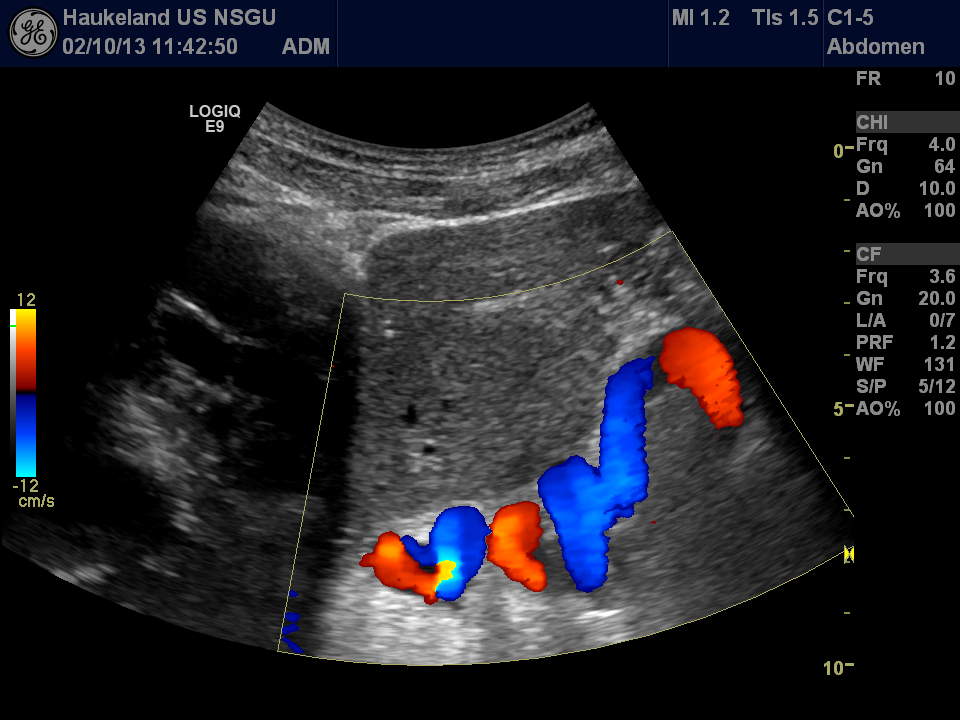 GE
Haukeland US NSGU
02/10/13 11:42:50 ADM
MI 1.2 TIs 1.5
C1-5
Abdomen
LOGIQ
E9
FR 10
CHI
Frq 4.0
Gn 64
D 10.0
AO% 100
CF
Frq 3.6
Gn 20.0
L/A 0/7
PRF 1.2
WF 131
S/P 5/12
AO% 100
0
5
10
12
-12
cm/s